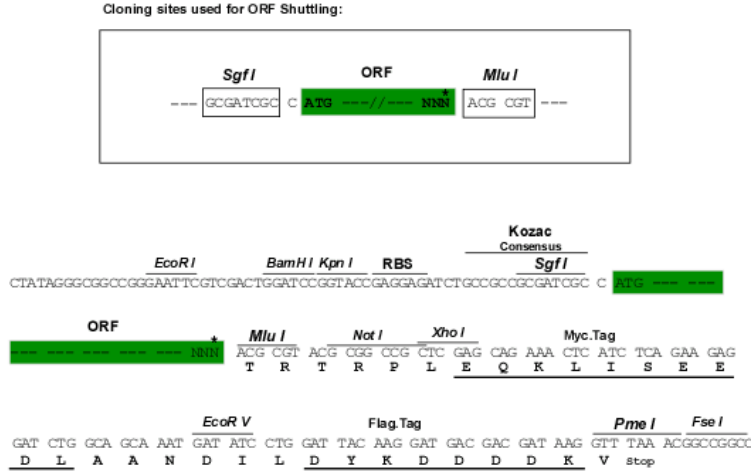 Cloning sites used for ORF Shuttling:
Sgf I ORF Mlu I
--- GCGATCGC C ATG ---//--- NNN* ACG CGT ---
Kozac
Consensus
EcoR I BamH I Kpn I RBS Sgf I
CTATAGGGCGGCCGGGAATTCGTCGACTGGATCCGGTACCGAGGAGATCTGCCGCCGCGATCGC C ATG --- ---
ORF Mlu I Not I Xho I Myc.Tag
--- --- --- --- --- --- NNN* ACG CGT ACG CGG CCG CTC GAG CAG AAA CTC ATC TCA GAA GAG
T R T R P L E Q K L I S E E
EcoR V Flag.Tag Pme I Fse I
GAT CTG GCA GCA AAT GAT ATC CTG GAT TAC AAG GAT GAC GAC GAT AAG GTT TAA ACGGCCGGCC
D L A A N D I L D Y K D D D D K V Stop